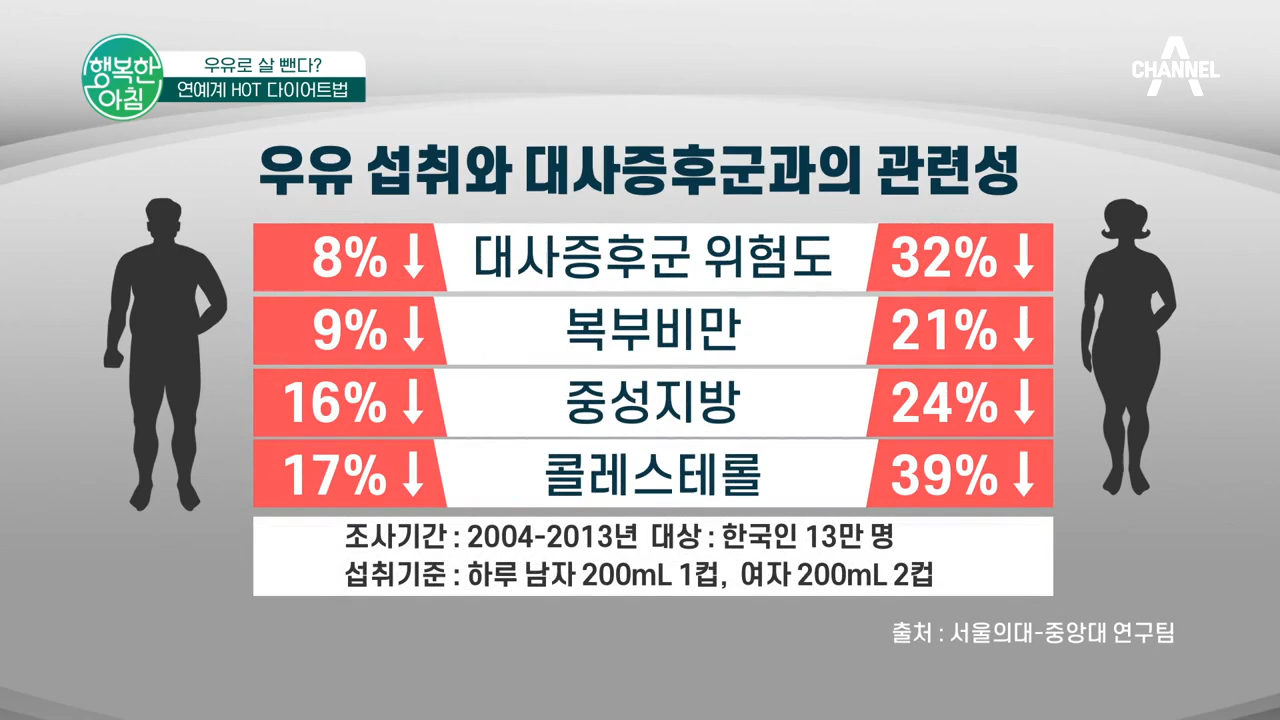 행복한
아침
우유로 살 뺀다?
연예계 HOT 다이어트법
CHANNEL A
우유 섭취와 대사증후군과의 관련성
8%↓ 대사증후군 위험도 32%↓
9%↓ 복부비만 21%↓
16%↓ 중성지방 24%↓
17%↓ 콜레스테롤 39%↓
조사기간 : 2004-2013년 대상 : 한국인 13만 명
섭취기준 : 하루 남자 200mL 1컵, 여자 200mL 2컵
출처 : 서울의대-중앙대 연구팀